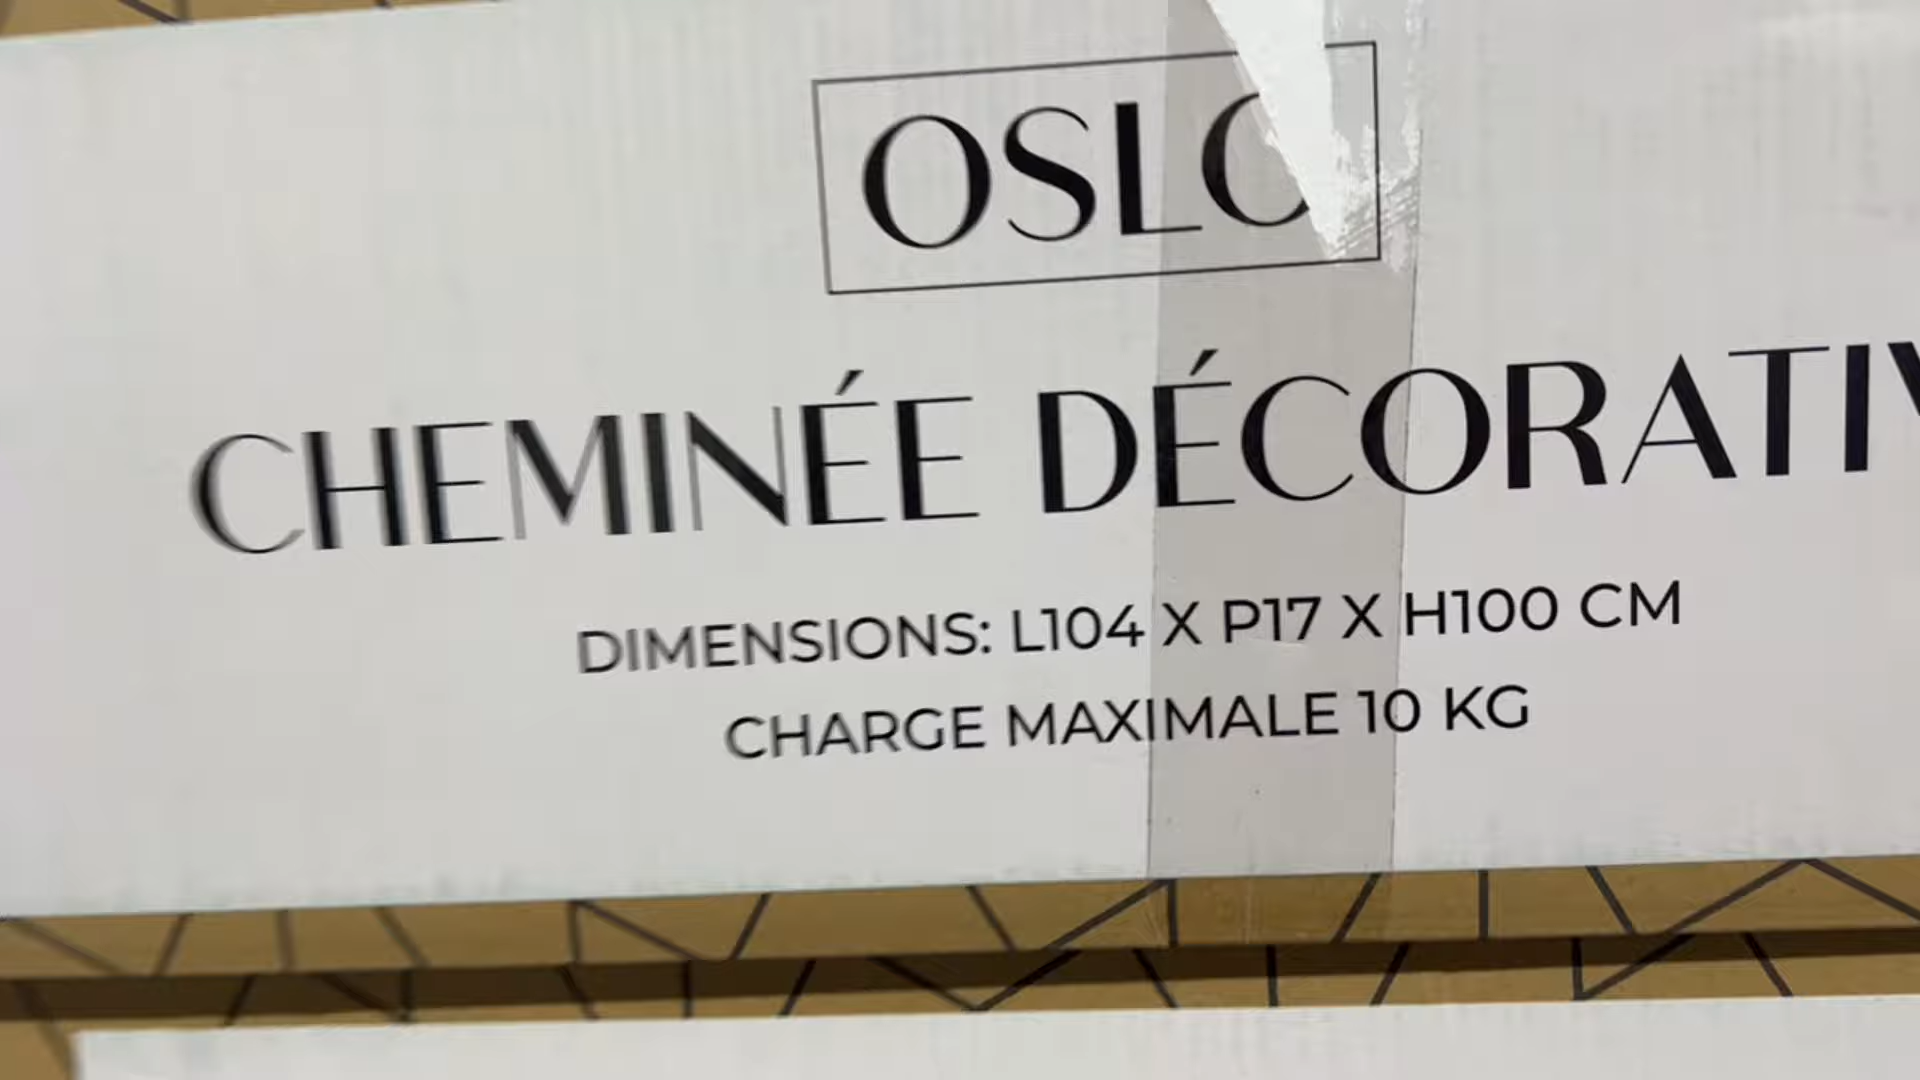 OSLO
CHEMINÉE DÉCORATIV
DIMENSIONS: L104 X P17 X H100 CM
CHARGE MAXIMALE 10 KG